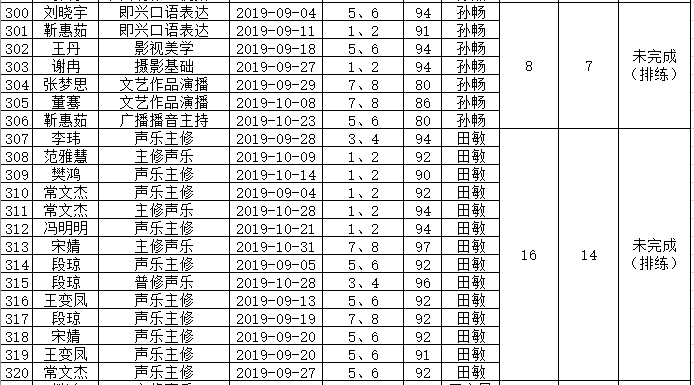 300 刘晓宇 即兴口语表达 2019-09-04 5、6 94 孙畅
301 靳惠茹 即兴口语表达 2019-09-11 1、2 91 孙畅
302 王丹 影视美学 2019-09-18 5、6 94 孙畅
303 谢冉 摄影基础 2019-09-27 1、2 94 孙畅 8 7 未完成
（排练）
304 张梦思 文艺作品演播 2019-09-29 7、8 80 孙畅
305 董赛 文艺作品演播 2019-10-08 7、8 86 孙畅
306 靳惠茹 广播播音主持 2019-10-23 5、6 80 孙畅
307 李玮 声乐主修 2019-09-28 3、4 94 田敏
308 范雅慧 主修声乐 2019-10-09 1、2 92 田敏
309 樊鸿 声乐主修 2019-10-14 1、2 90 田敏
310 常文杰 声乐主修 2019-09-04 1、2 92 田敏
311 常文杰 主修声乐 2019-10-28 1、2 94 田敏
312 冯明明 声乐主修 2019-10-21 1、2 94 田敏
313 宋婧 主修声乐 2019-10-31 7、8 97 田敏 16 14 未完成
（排练）
314 段琼 声乐主修 2019-09-05 5、6 92 田敏
315 段琼 普修声乐 2019-10-28 3、4 96 田敏
316 王变凤 声乐主修 2019-09-13 5、6 92 田敏
317 段琼 声乐主修 2019-09-19 7、8 92 田敏
318 宋婧 声乐主修 2019-09-20 5、6 92 田敏
319 王变凤 声乐主修 2019-09-20 5、6 91 田敏
320 常文杰 声乐主修 2019-09-27 5、6 92 田敏